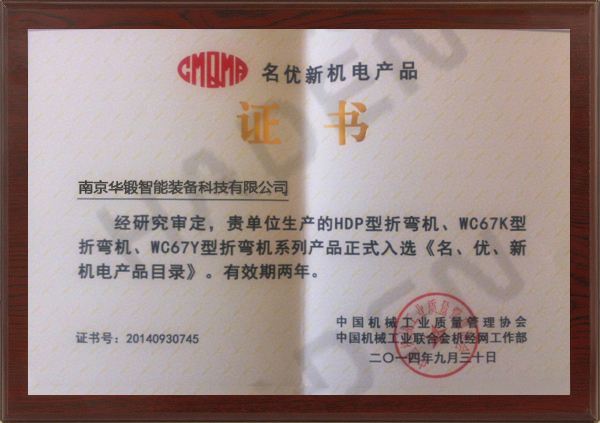 CMQMA 名优新机电产品
证书
南京华锻智能装备科技有限公司
经研究审定，贵单位生产的HDP型折弯机、WC67K型
折弯机、WC67Y型折弯机系列产品正式入选《名、优、新
机电产品目录》。有效期两年。
中国机械工业质量管理协会
证书号：20140930745
中国机械工业联合会机经网工作部
二〇一四年九月三十日
HADEN
HADEN